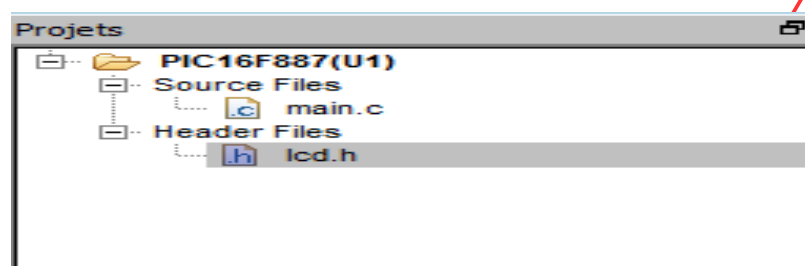 Projets
PIC16F887(U1)
Source Files
.c main.c
Header Files
.h lcd.h